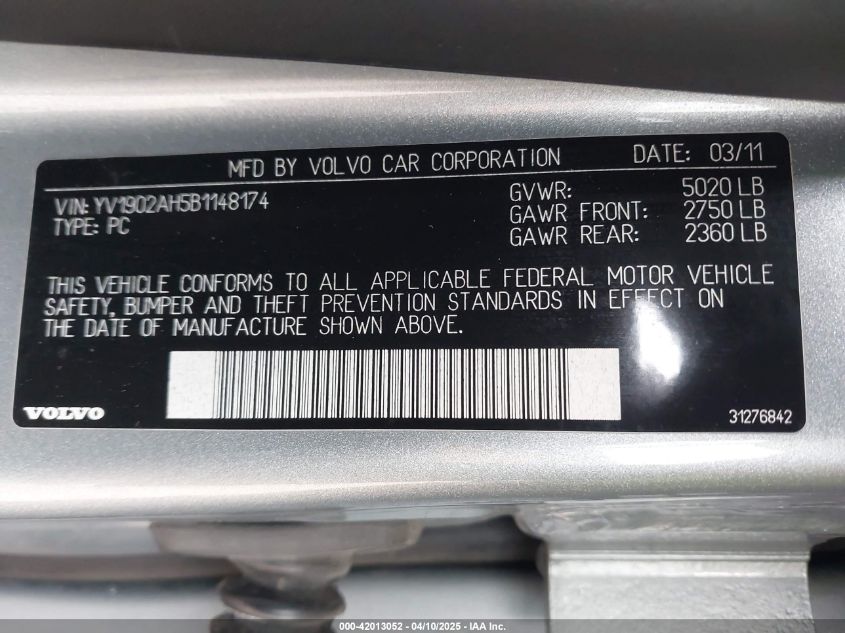 MFD BY VOLVO CAR CORPORATION DATE: 03/11
VIN: YV1902AH5B1148174 GVWR: 5020 LB
TYPE: PC GAWR FRONT: 2750 LB
GAWR REAR: 2360 LB
THIS VEHICLE CONFORMS TO ALL APPLICABLE FEDERAL MOTOR VEHICLE
SAFETY, BUMPER AND THEFT PREVENTION STANDARDS IN EFFECT ON
THE DATE OF MANUFACTURE SHOWN ABOVE.
VOLVO 31276842
000-42013052 - 04/10/2025 - IAA Inc.